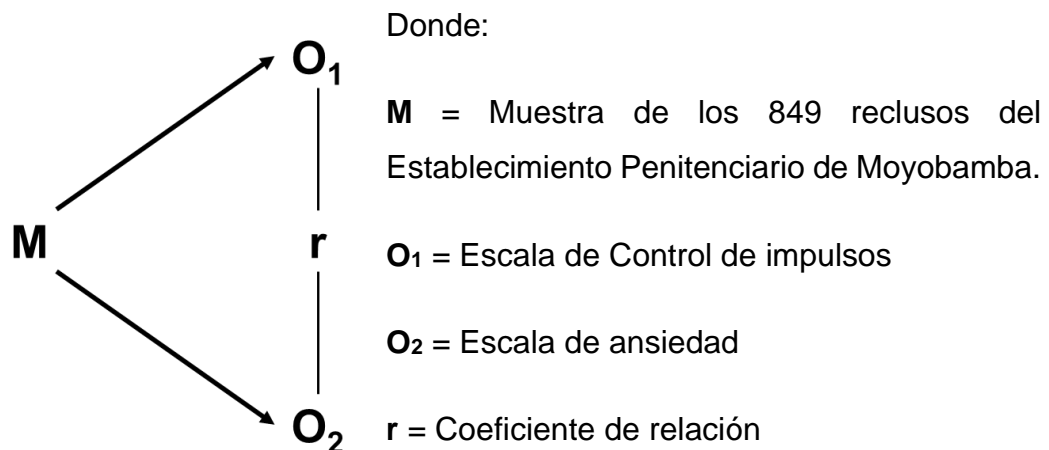 Donde:
O₁
M = Muestra de los 849 reclusos del
Establecimiento Penitenciario de Moyobamba.
M
r
O₁ = Escala de Control de impulsos
O₂ = Escala de ansiedad
O₂
r = Coeficiente de relación